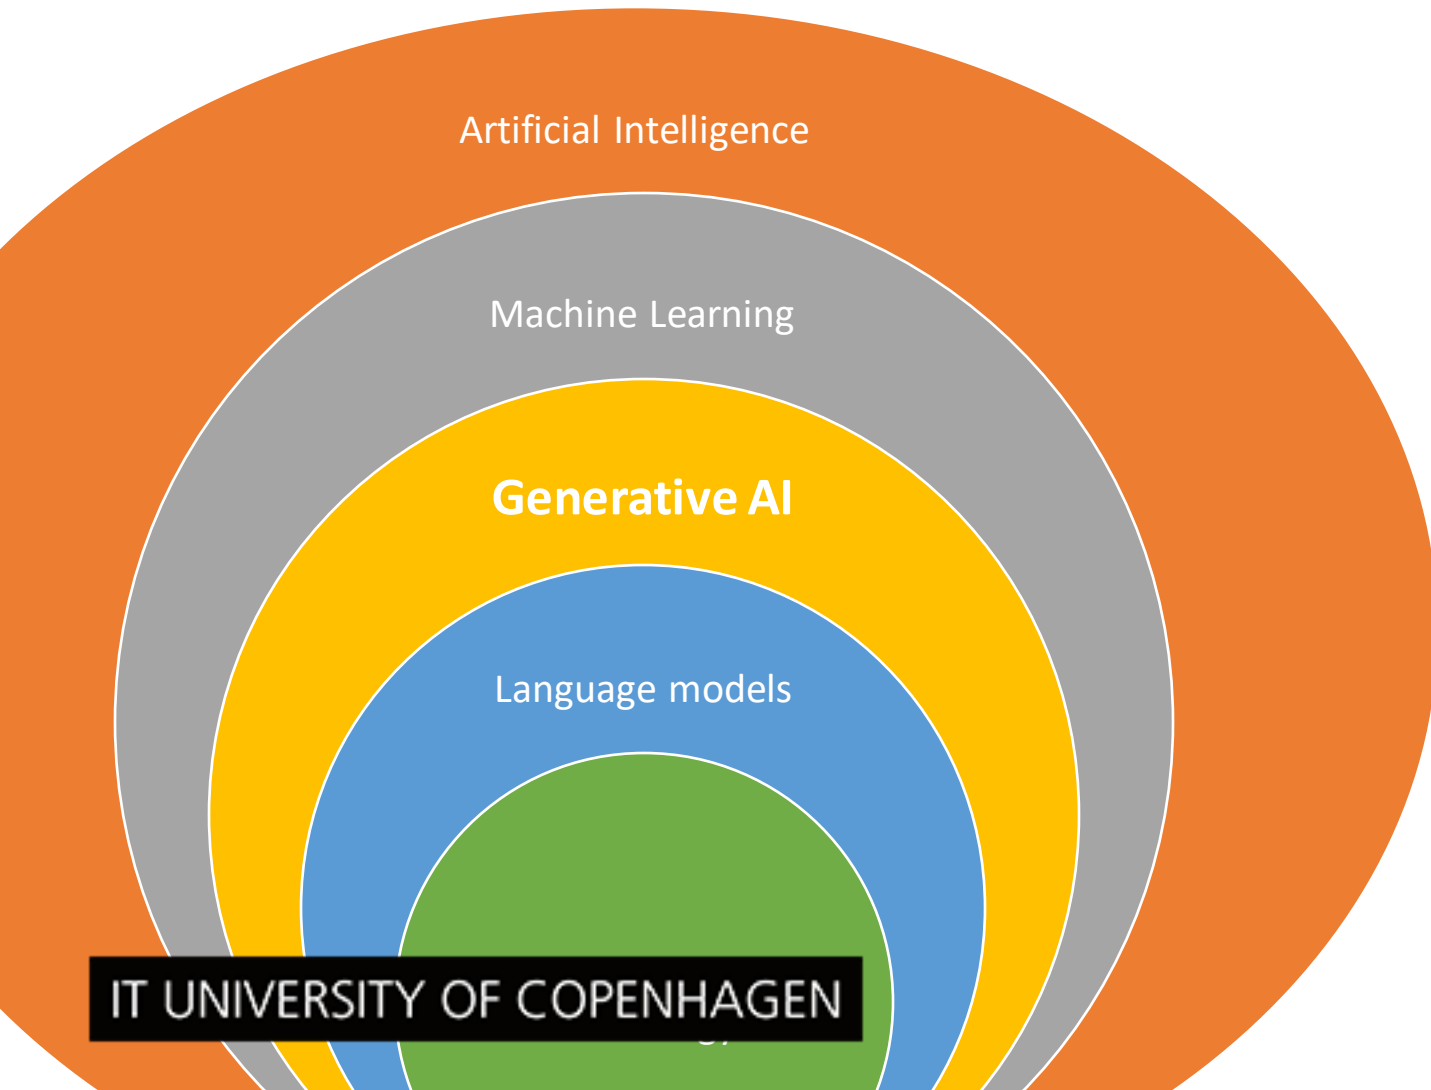 Artificial Intelligence
Machine Learning
Generative AI
Language models
IT UNIVERSITY OF COPENHAGEN